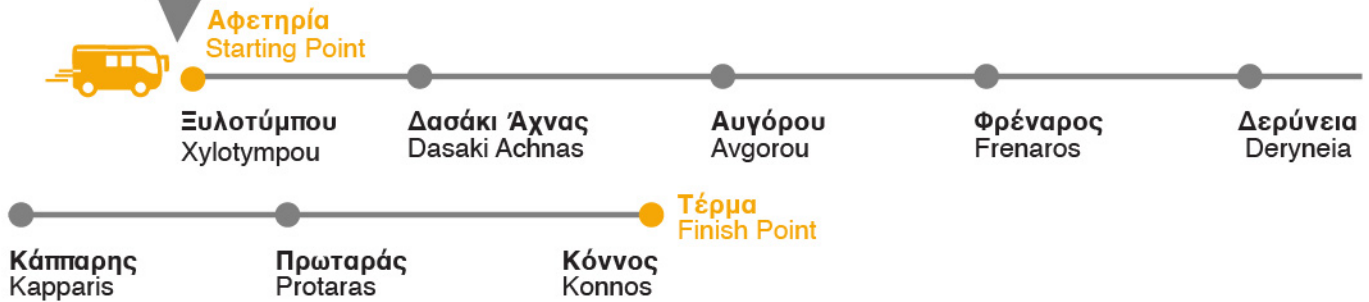 Αφετηρία
Starting Point
Ξυλοτύμπου
Xylotympou
Δασάκι Άχνας
Dasaki Achnas
Αυγόρου
Avgorou
Φρέναρος
Frenaros
Δερύνεια
Deryneia
Τέρμα
Finish Point
Κάππαρης
Kapparis
Πρωταράς
Protaras
Κόννος
Konnos